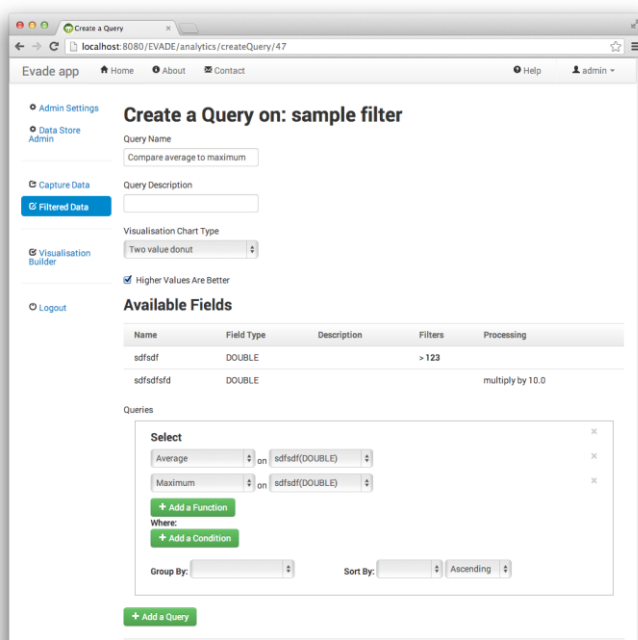 Create a Query
localhost:8080/EVADE/analytics/createQuery/47
Evade app Home About Contact Help admin
Admin Settings
Data Store
Admin
Capture Data
Filtered Data
Visualisation
Builder
Logout
Create a Query on: sample filter
Query Name
Compare average to maximum
Query Description
Visualisation Chart Type
Two value donut
Higher Values Are Better
Available Fields
Name Field Type Description Filters Processing
sdfsdf DOUBLE > 123
sdfsdfsfd DOUBLE multiply by 10.0
Queries
Select
Average on sdfsdf(DOUBLE)
Maximum on sdfsdf(DOUBLE)
+ Add a Function
Where:
+ Add a Condition
Group By: Sort By: Ascending
+ Add a Query